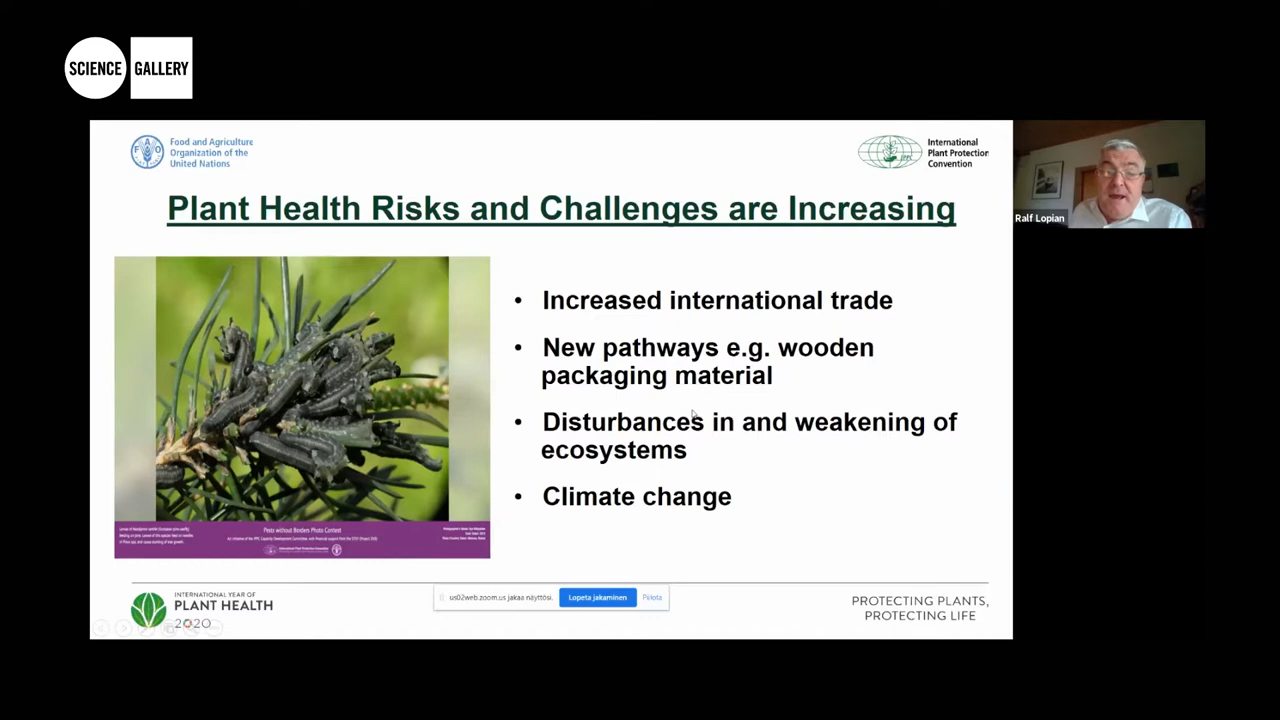 SCIENCE GALLERY
Food and Agriculture
Organization of the
United Nations
International
Plant Protection
Convention
Plant Health Risks and Challenges are Increasing
Ralf Lopian
• Increased international trade
• New pathways e.g. wooden
packaging material
• Disturbances in and weakening of
ecosystems
• Climate change
Pests without Borders Photo Contest
INTERNATIONAL YEAR OF
PLANT HEALTH
2020
us02web.zoom.us jakaa näyttösi.
Lopeta jakaminen
Piilota
PROTECTING PLANTS,
PROTECTING LIFE